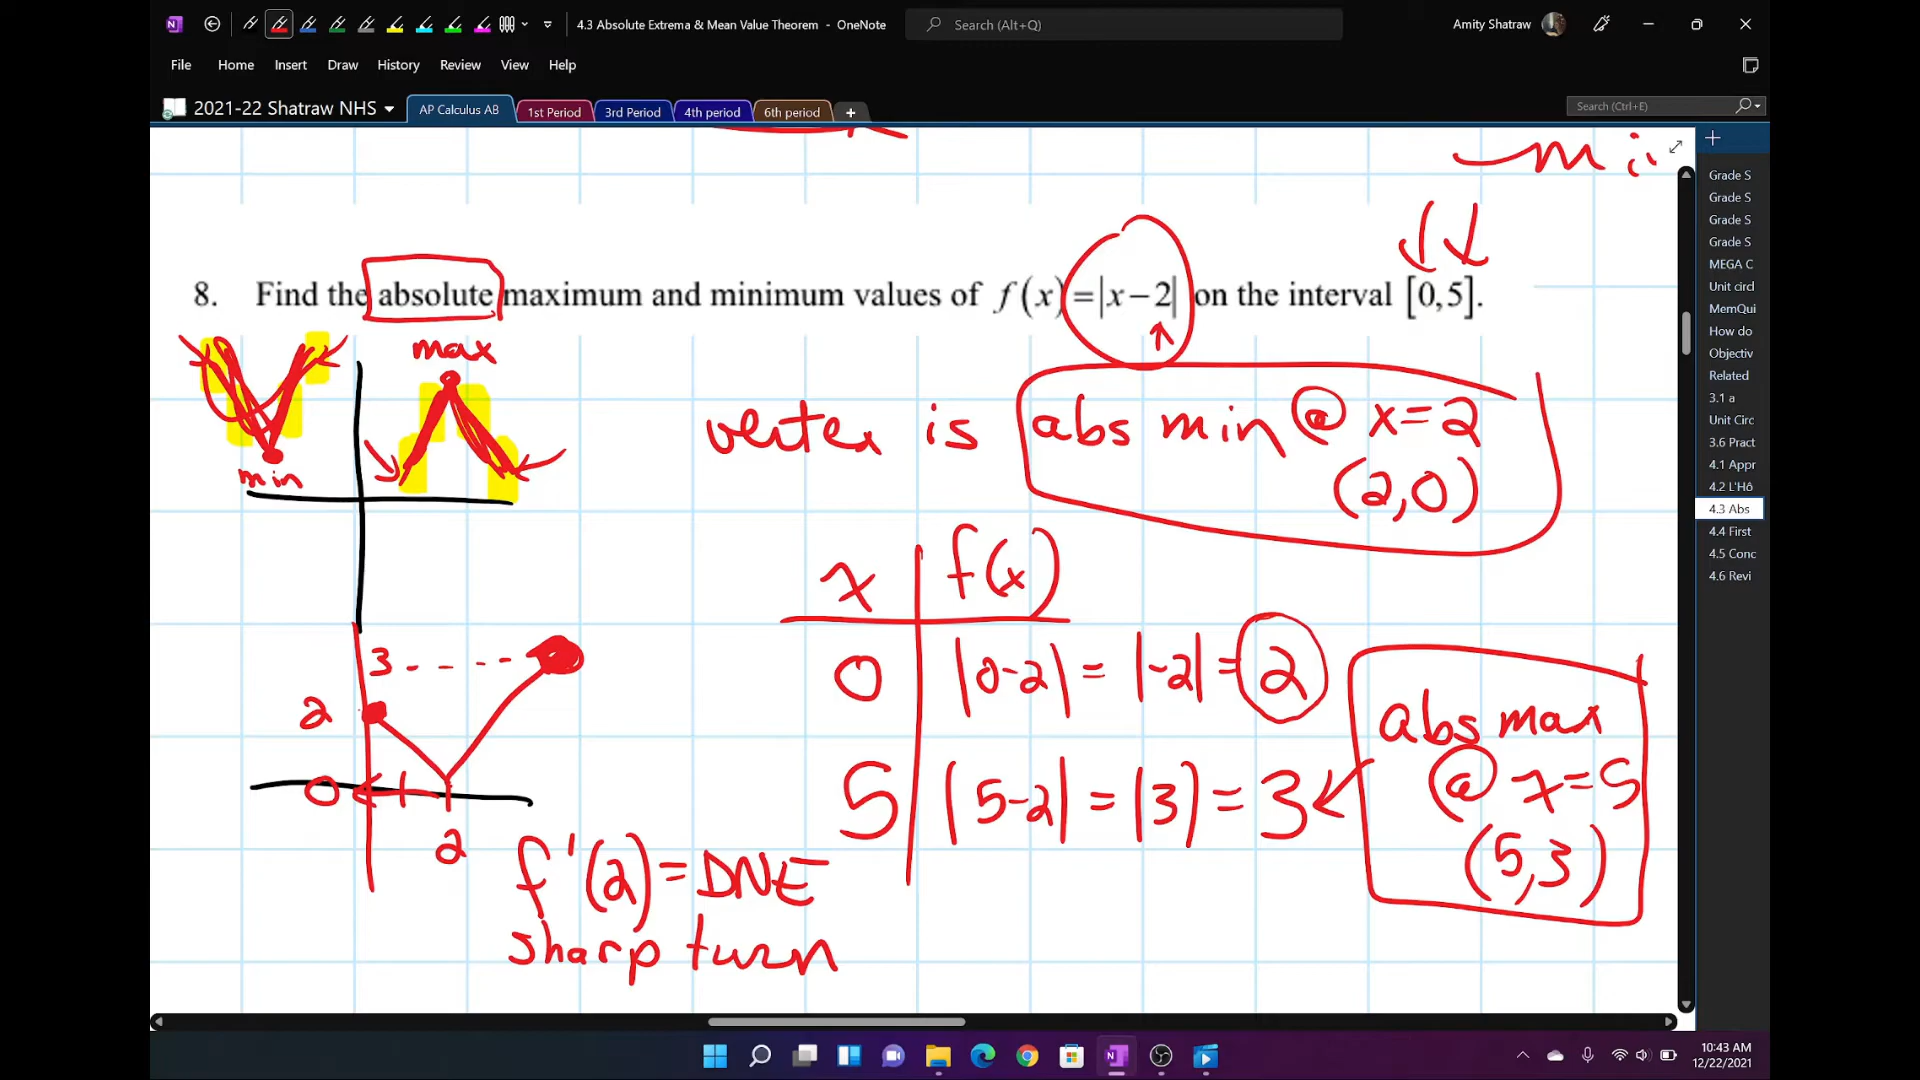 4.3 Absolute Extrema & Mean Value Theorem - OneNote
Search (Alt+Q)
Amity Shatraw
File Home Insert Draw History Review View Help
2021-22 Shatraw NHS
AP Calculus AB 1st Period 3rd Period 4th period 6th period +
Search (Ctrl+E)
8. Find the absolute maximum and minimum values of f(x)=|x-2| on the interval [0,5].
max
min
vertex is abs min @ x=2
(2,0)
x f(x)
0 |0-2| = |-2| = 2
5 |5-2| = |3| = 3
abs max
@ x=5
(5,3)
3
2
0
2
f'(2) = DNE
sharp turn
Grade S
Grade S
Grade S
Grade S
MEGA C
Unit circl
MemQui
How do
Objectiv
Related
3.1 a
Unit Circ
3.6 Pract
4.1 Appr
4.2 L'Hô
4.3 Abs
4.4 First
4.5 Conc
4.6 Revi
10:43 AM
12/22/2021